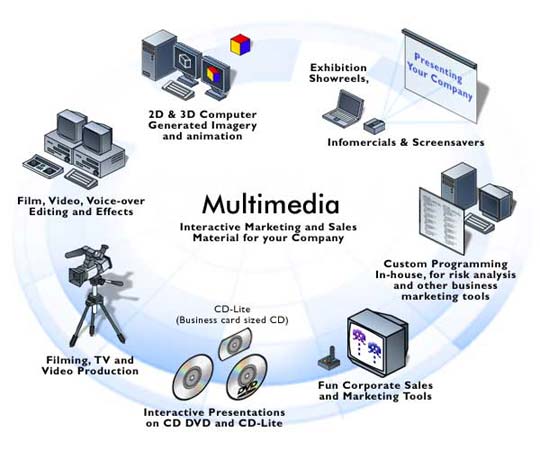 2D & 3D Computer
Generated Imagery
and animation
Exhibition
Showreels,
Presenting
Your Company
Infomercials & Screensavers
Film, Video, Voice-over
Editing and Effects
Multimedia
Interactive Marketing and Sales
Material for your Company
Custom Programming
In-house, for risk analysis
and other business
marketing tools
Filming, TV and
Video Production
CD-Lite
(Business card sized CD)
DVD
Interactive Presentations
on CD DVD and CD-Lite
Fun Corporate Sales
and Marketing Tools